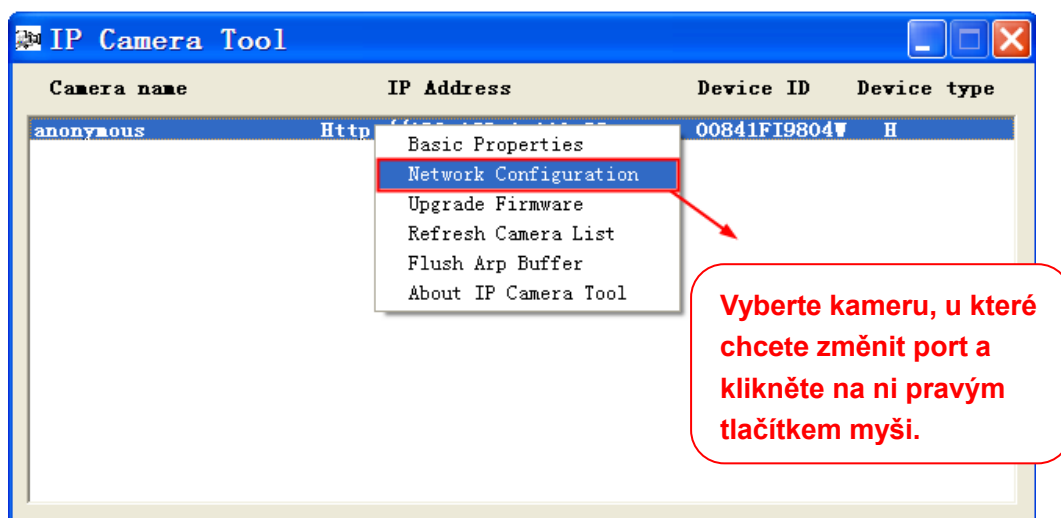 IP Camera Tool
Camera name IP Address Device ID Device type
anonymous Http 00841FI9804W H
Basic Properties
Network Configuration
Upgrade Firmware
Refresh Camera List
Flush Arp Buffer
About IP Camera Tool
Vyberte kameru, u které
chcete změnit port a
klikněte na ni pravým
tlačítkem myši.